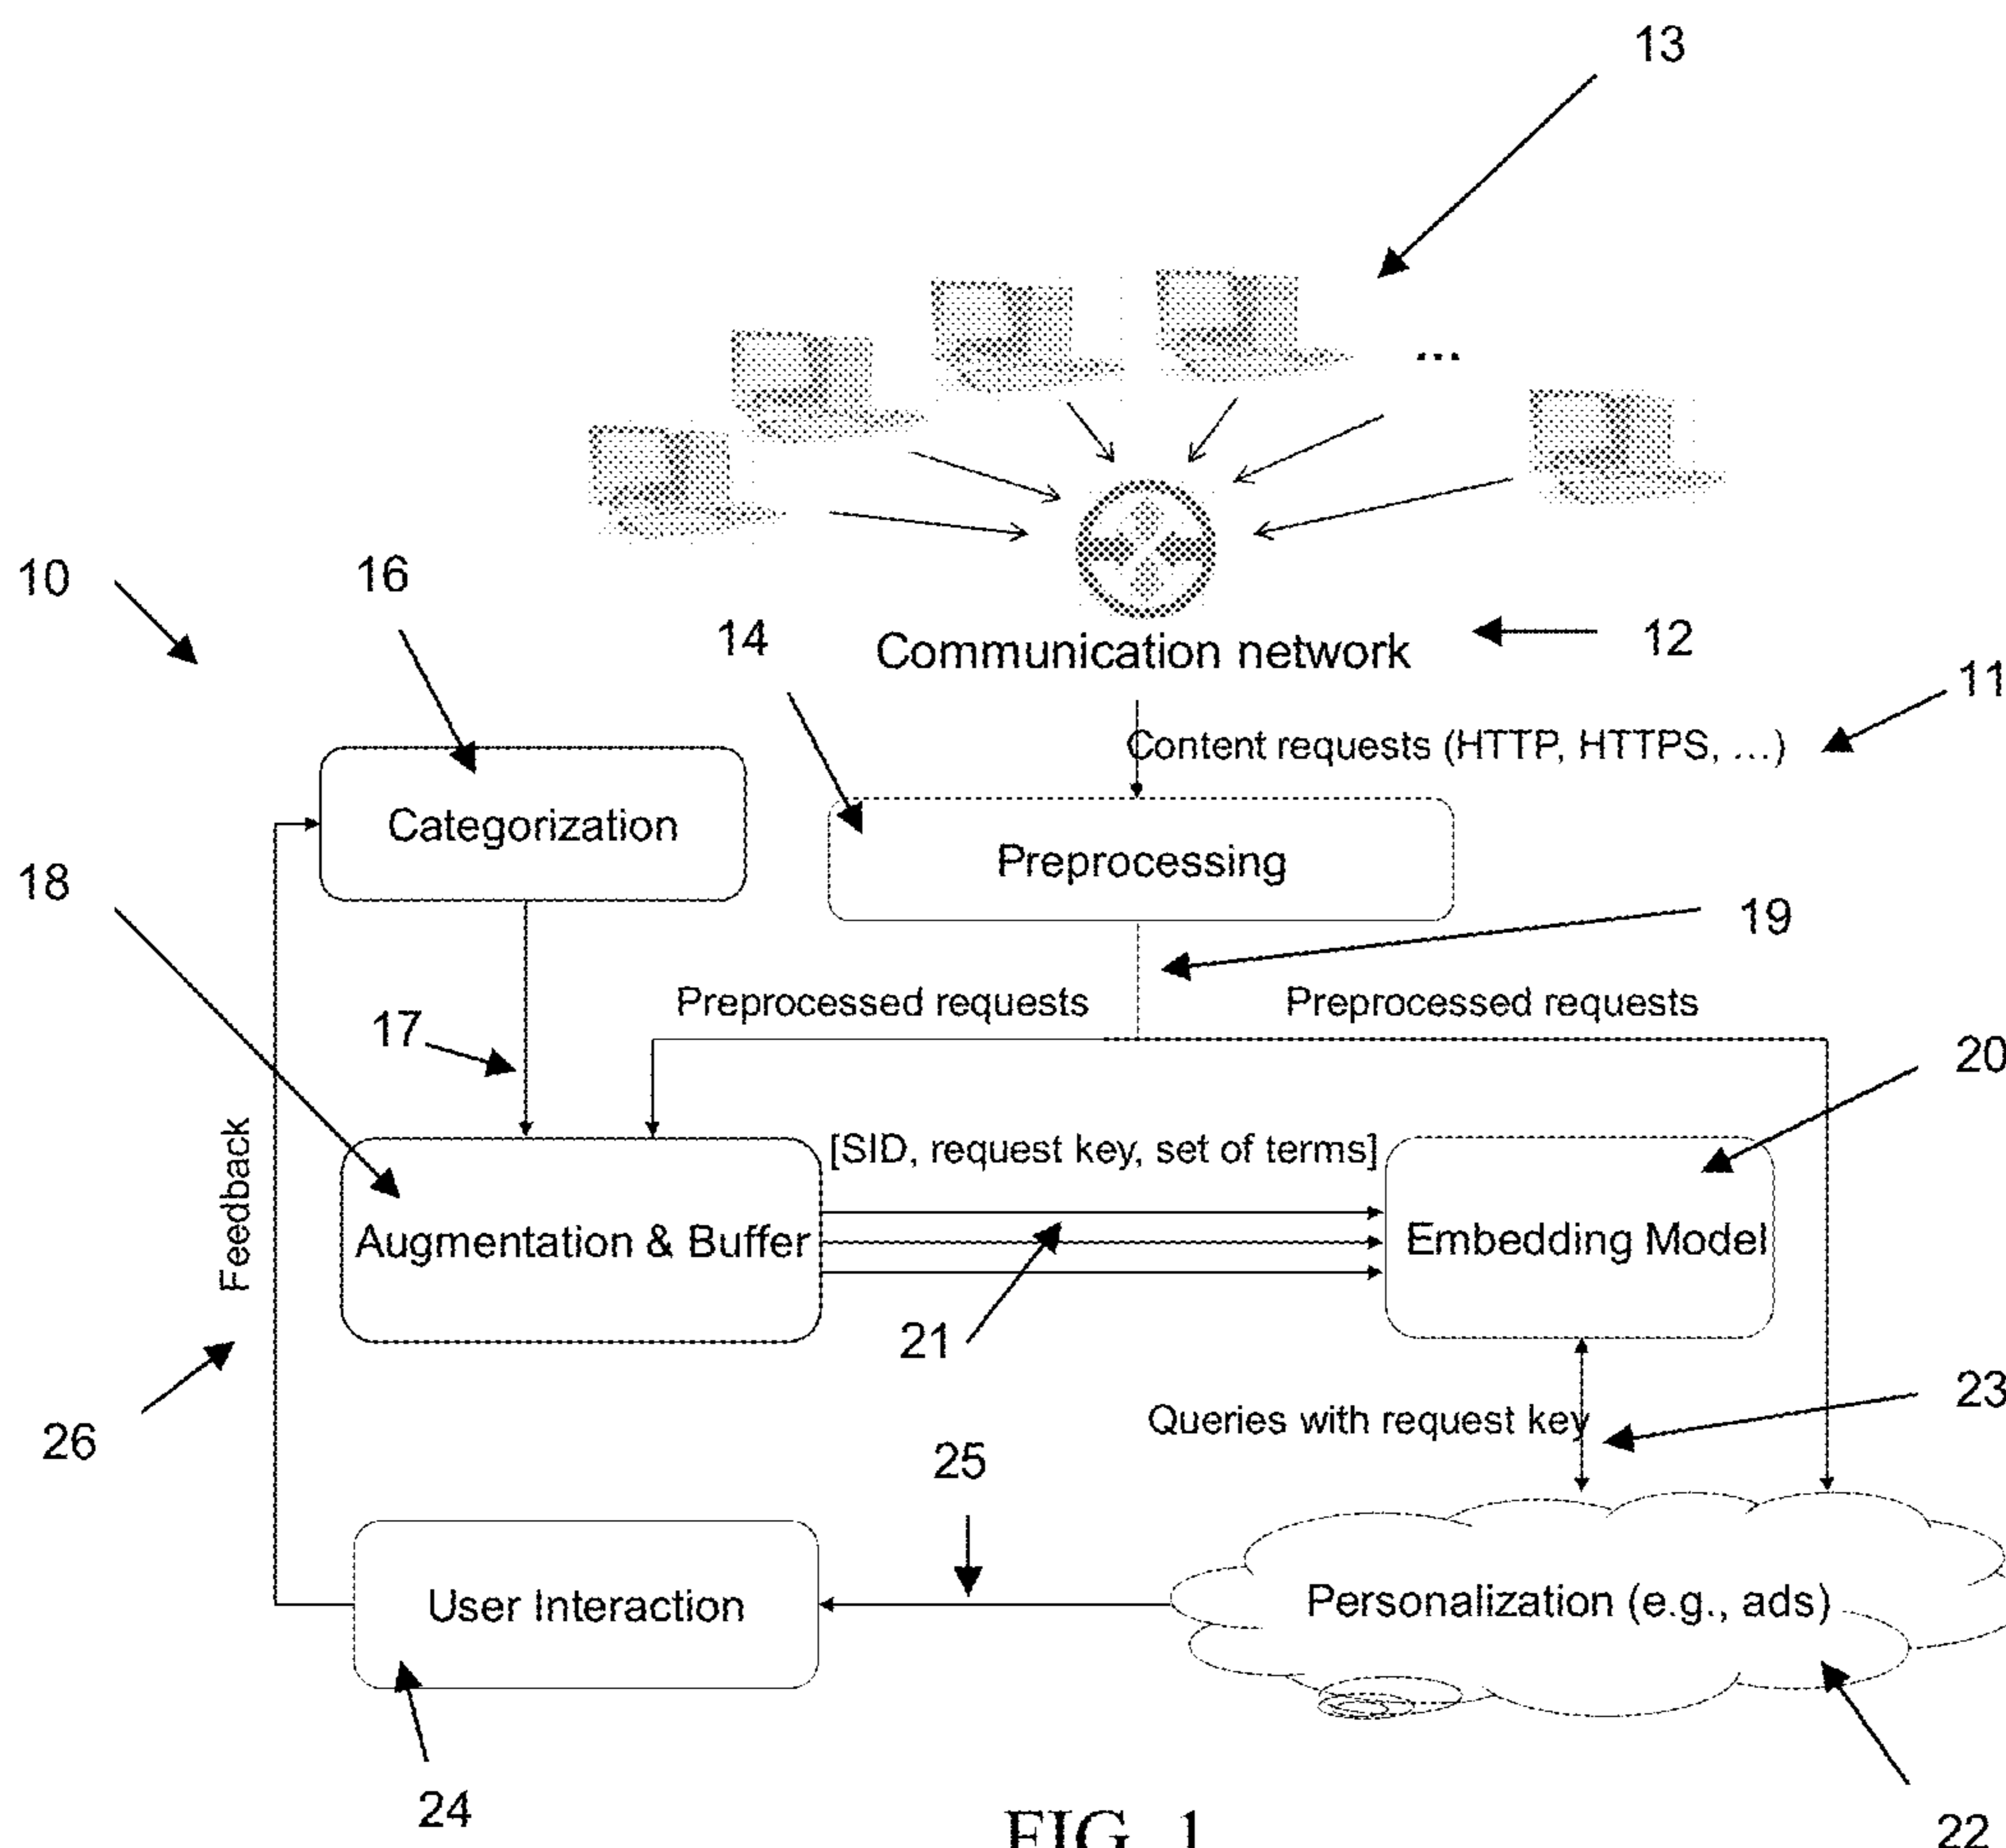 13
...
10
16
14
Communication network
12
11
Content requests (HTTP, HTTPS, ...)
Categorization
Preprocessing
18
19
Preprocessed requests
Preprocessed requests
17
20
[SID, request key, set of terms]
Feedback
Augmentation & Buffer
Embedding Model
21
23
Queries with request key
26
25
User Interaction
Personalization (e.g., ads)
24
FIG. 1
22